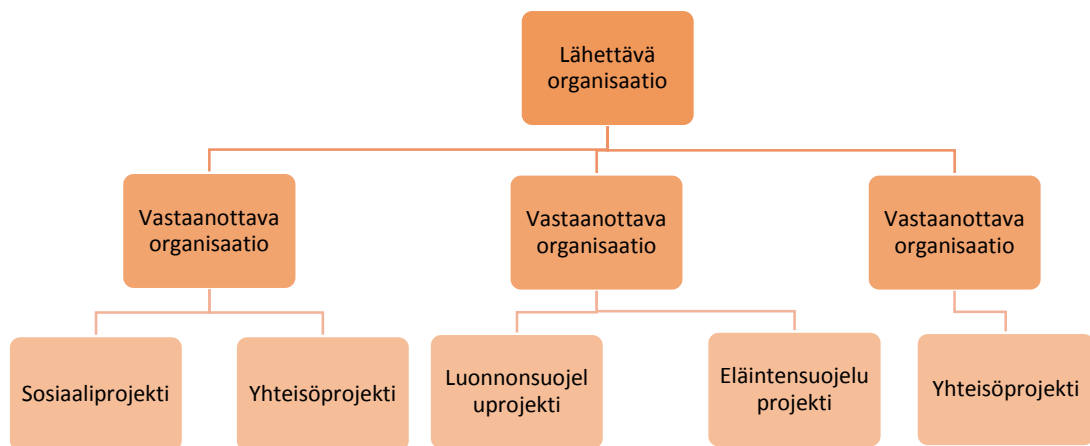 Lähettävä
organisaatio
Vastaanottava
organisaatio
Vastaanottava
organisaatio
Vastaanottava
organisaatio
Sosiaaliprojekti
Yhteisöprojekti
Luonnonsuojel
uprojekti
Eläintensuojelu
projekti
Yhteisöprojekti